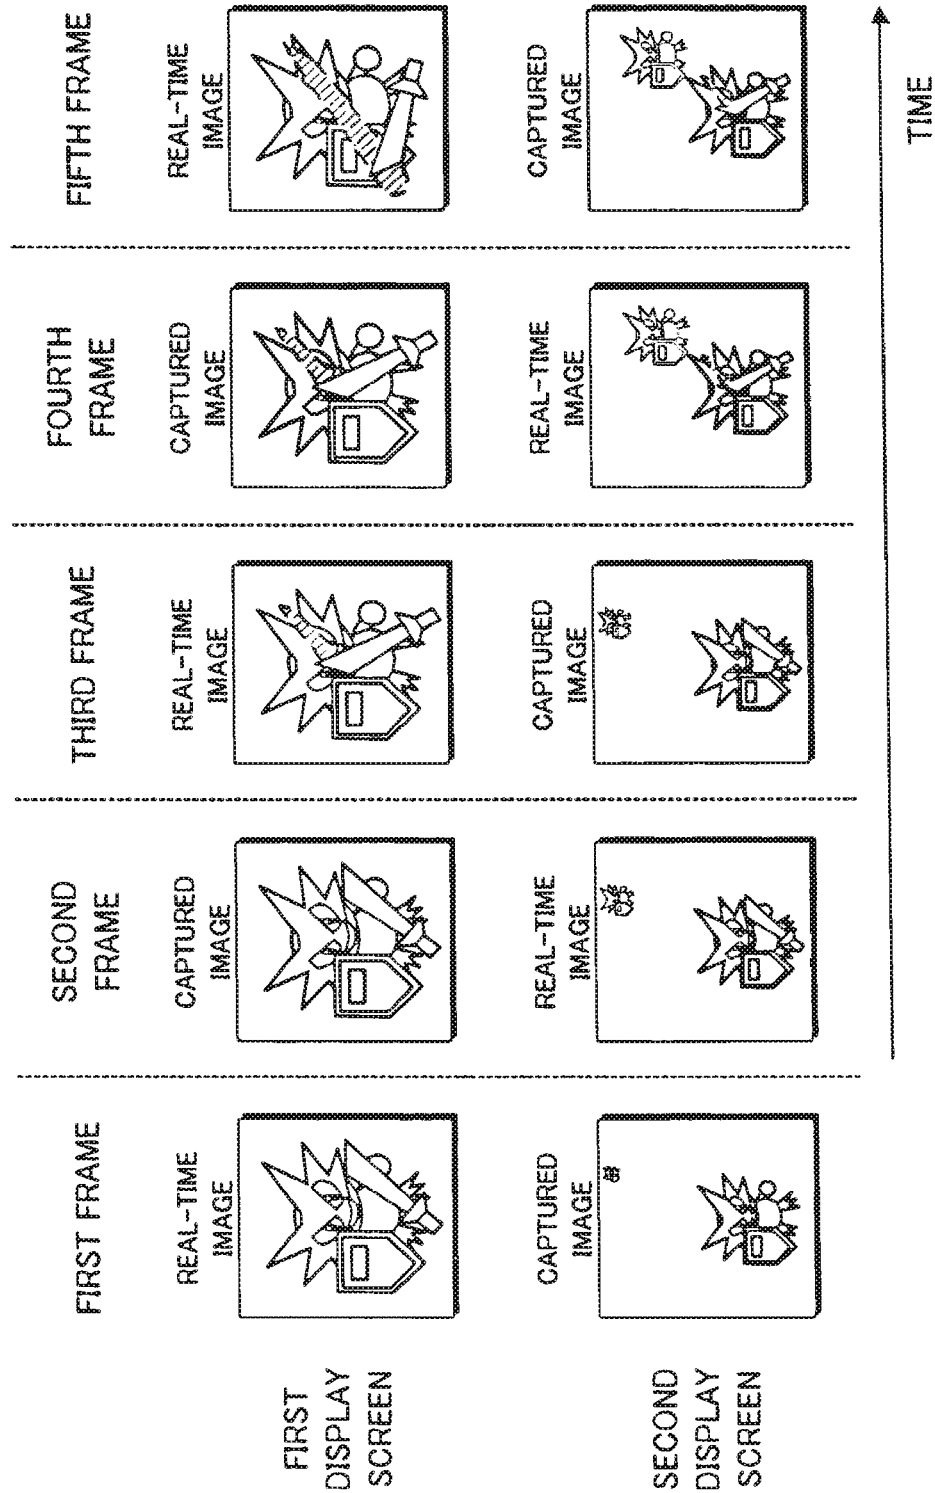 FIRST FRAME
SECOND
FRAME
THIRD FRAME
FOURTH
FRAME
FIFTH FRAME
FIRST
DISPLAY
SCREEN
REAL-TIME
IMAGE
CAPTURED
IMAGE
REAL-TIME
IMAGE
CAPTURED
IMAGE
REAL-TIME
IMAGE
SECOND
DISPLAY
SCREEN
CAPTURED
IMAGE
REAL-TIME
IMAGE
CAPTURED
IMAGE
REAL-TIME
IMAGE
CAPTURED
IMAGE
TIME